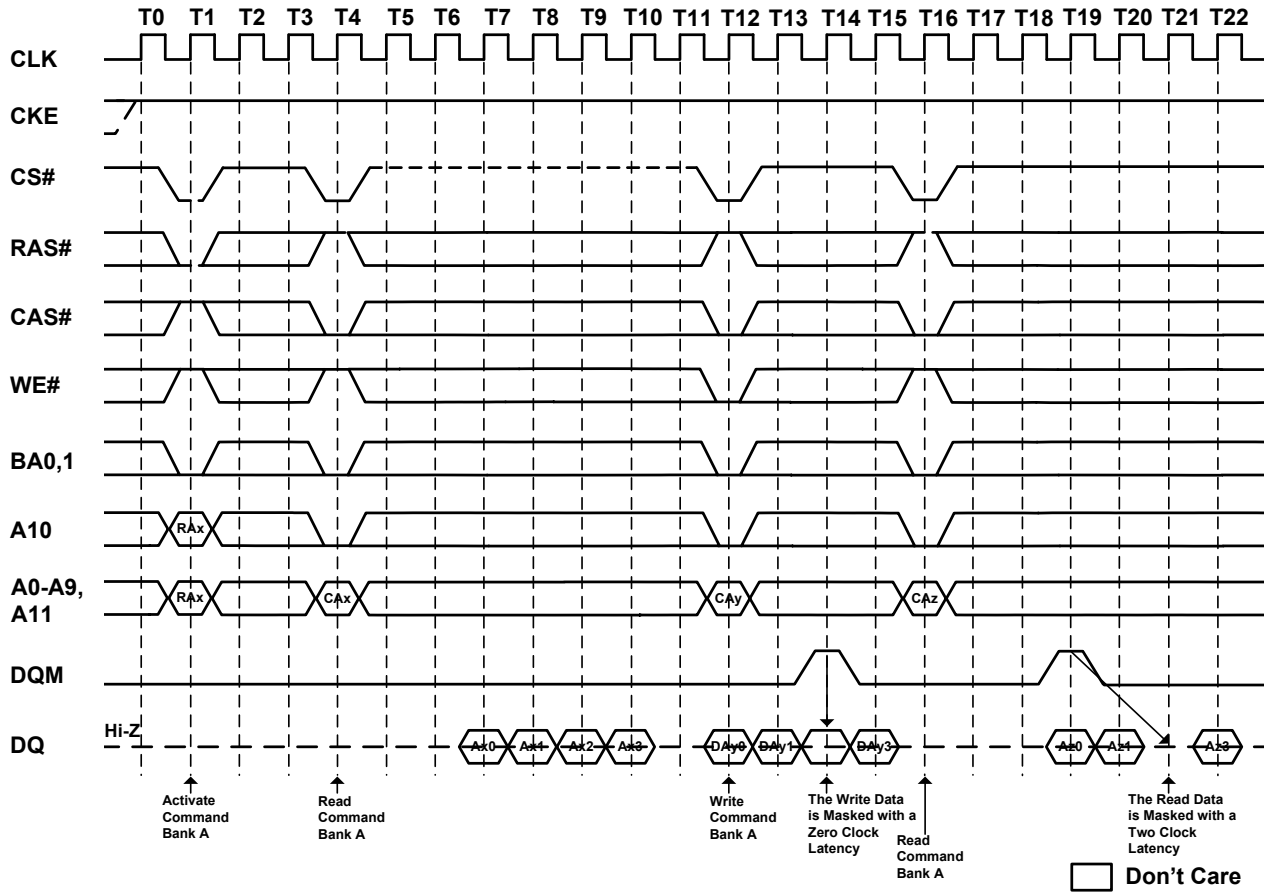 T0 T1 T2 T3 T4 T5 T6 T7 T8 T9 T10 T11 T12 T13 T14 T15 T16 T17 T18 T19 T20 T21 T22
CLK
CKE
CS#
RAS#
CAS#
WE#
BA0,1
A10
RAx
A0-A9,
A11
RAx CAx CAy CAz
DQM
Hi-Z
DQ
Ax0 Ax1 Ax2 Ax3 DAy0 DAy1 DAy3 Az0 Az1 Az3
Activate
Command
Bank A
Read
Command
Bank A
Write
Command
Bank A
The Write Data
is Masked with a
Zero Clock
Latency
Read
Command
Bank A
The Read Data
is Masked with a
Two Clock
Latency
Don't Care